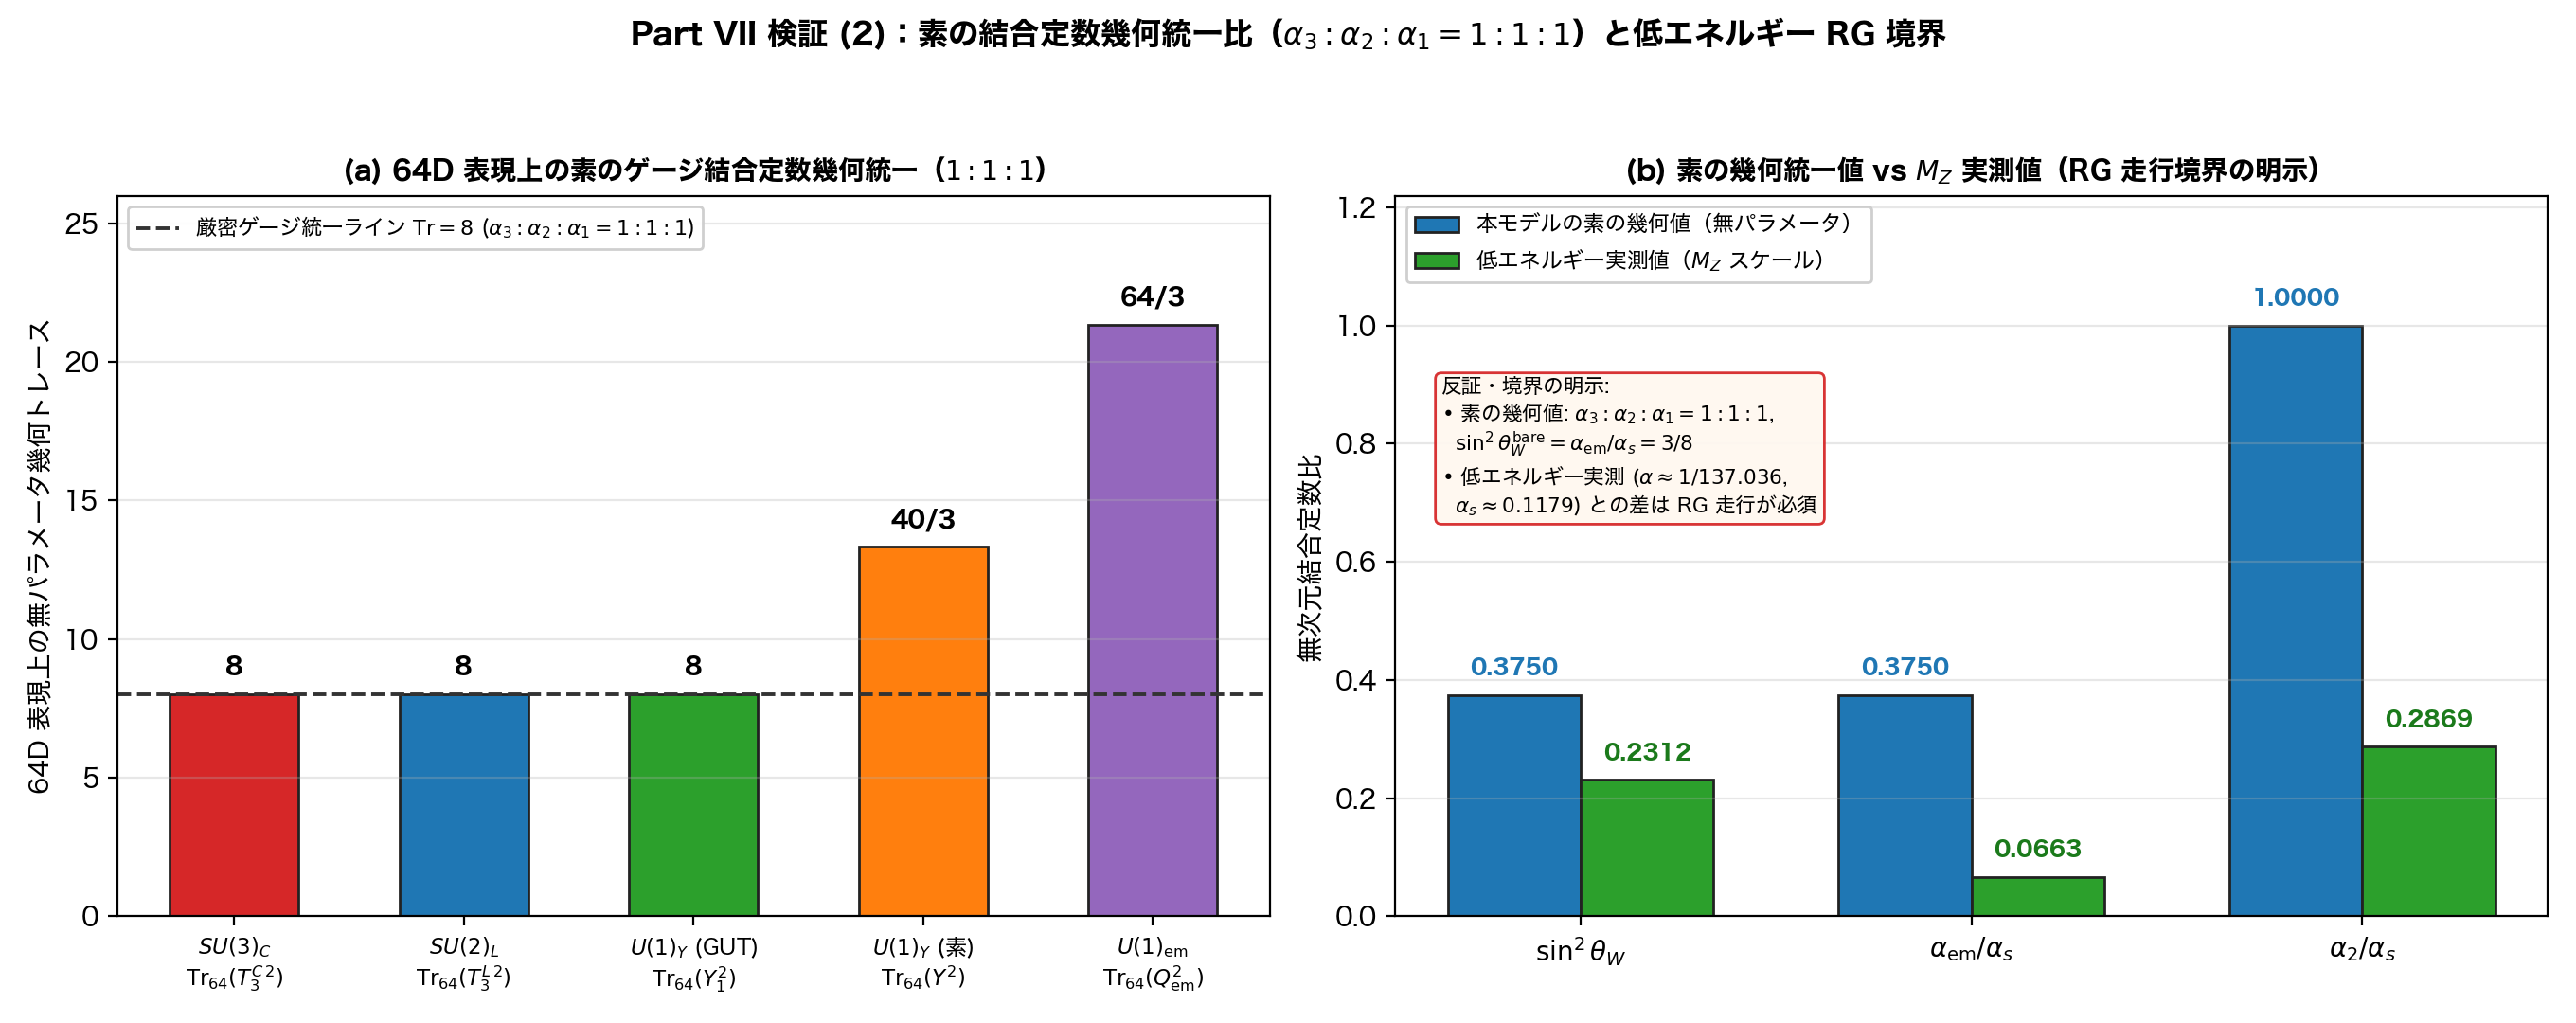 Part VII 検証 (2)：素の結合定数幾何統一比（α₃ : α₂ : α₁ = 1 : 1 : 1）と低エネルギー RG 境界
(a) 64D 表現上の素のゲージ結合定数幾何統一（1 : 1 : 1）
64D 表現上の無パラメータ幾何トレース
25
20
15
10
5
0
厳密ゲージ統一ライン Tr = 8 (α₃ : α₂ : α₁ = 1 : 1 : 1)
8
8
8
40/3
64/3
SU(3)_C
Tr₆₄(T₃^{C 2})
SU(2)_L
Tr₆₄(T₃^{L 2})
U(1)_Y (GUT)
Tr₆₄(Y₁²)
U(1)_Y (素)
Tr₆₄(Y²)
U(1)_em
Tr₆₄(Q_em²)
(b) 素の幾何統一値 vs M_Z 実測値（RG 走行境界の明示）
無次元結合定数比
1.2
1.0
0.8
0.6
0.4
0.2
0.0
本モデルの素の幾何値（無パラメータ）
低エネルギー実測値（M_Z スケール）
反証・境界の明示:
• 素の幾何値: α₃ : α₂ : α₁ = 1 : 1 : 1,
sin² θ_W^bare = α_em/α_s = 3/8
• 低エネルギー実測 (α ≈ 1/137.036,
α_s ≈ 0.1179) との差は RG 走行が必須
0.3750
0.2312
0.3750
0.0663
1.0000
0.2869
sin² θ_W
α_em/α_s
α₂/α_s